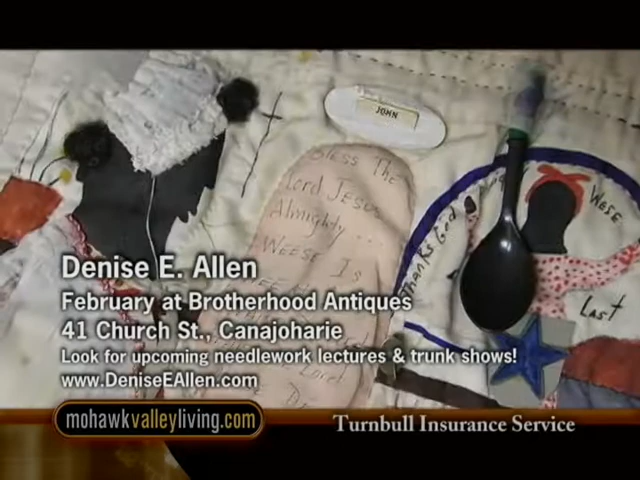 JOHN
Bless The
Lord Jesus
Almighty ...
Weese Is
Thanks God
Wese
Last
Denise E. Allen
February at Brotherhood Antiques
41 Church St., Canajoharie
Look for upcoming needlework lectures & trunk shows!
www.DeniseEAllen.com
mohawkvalleyliving.com
Turnbull Insurance Service